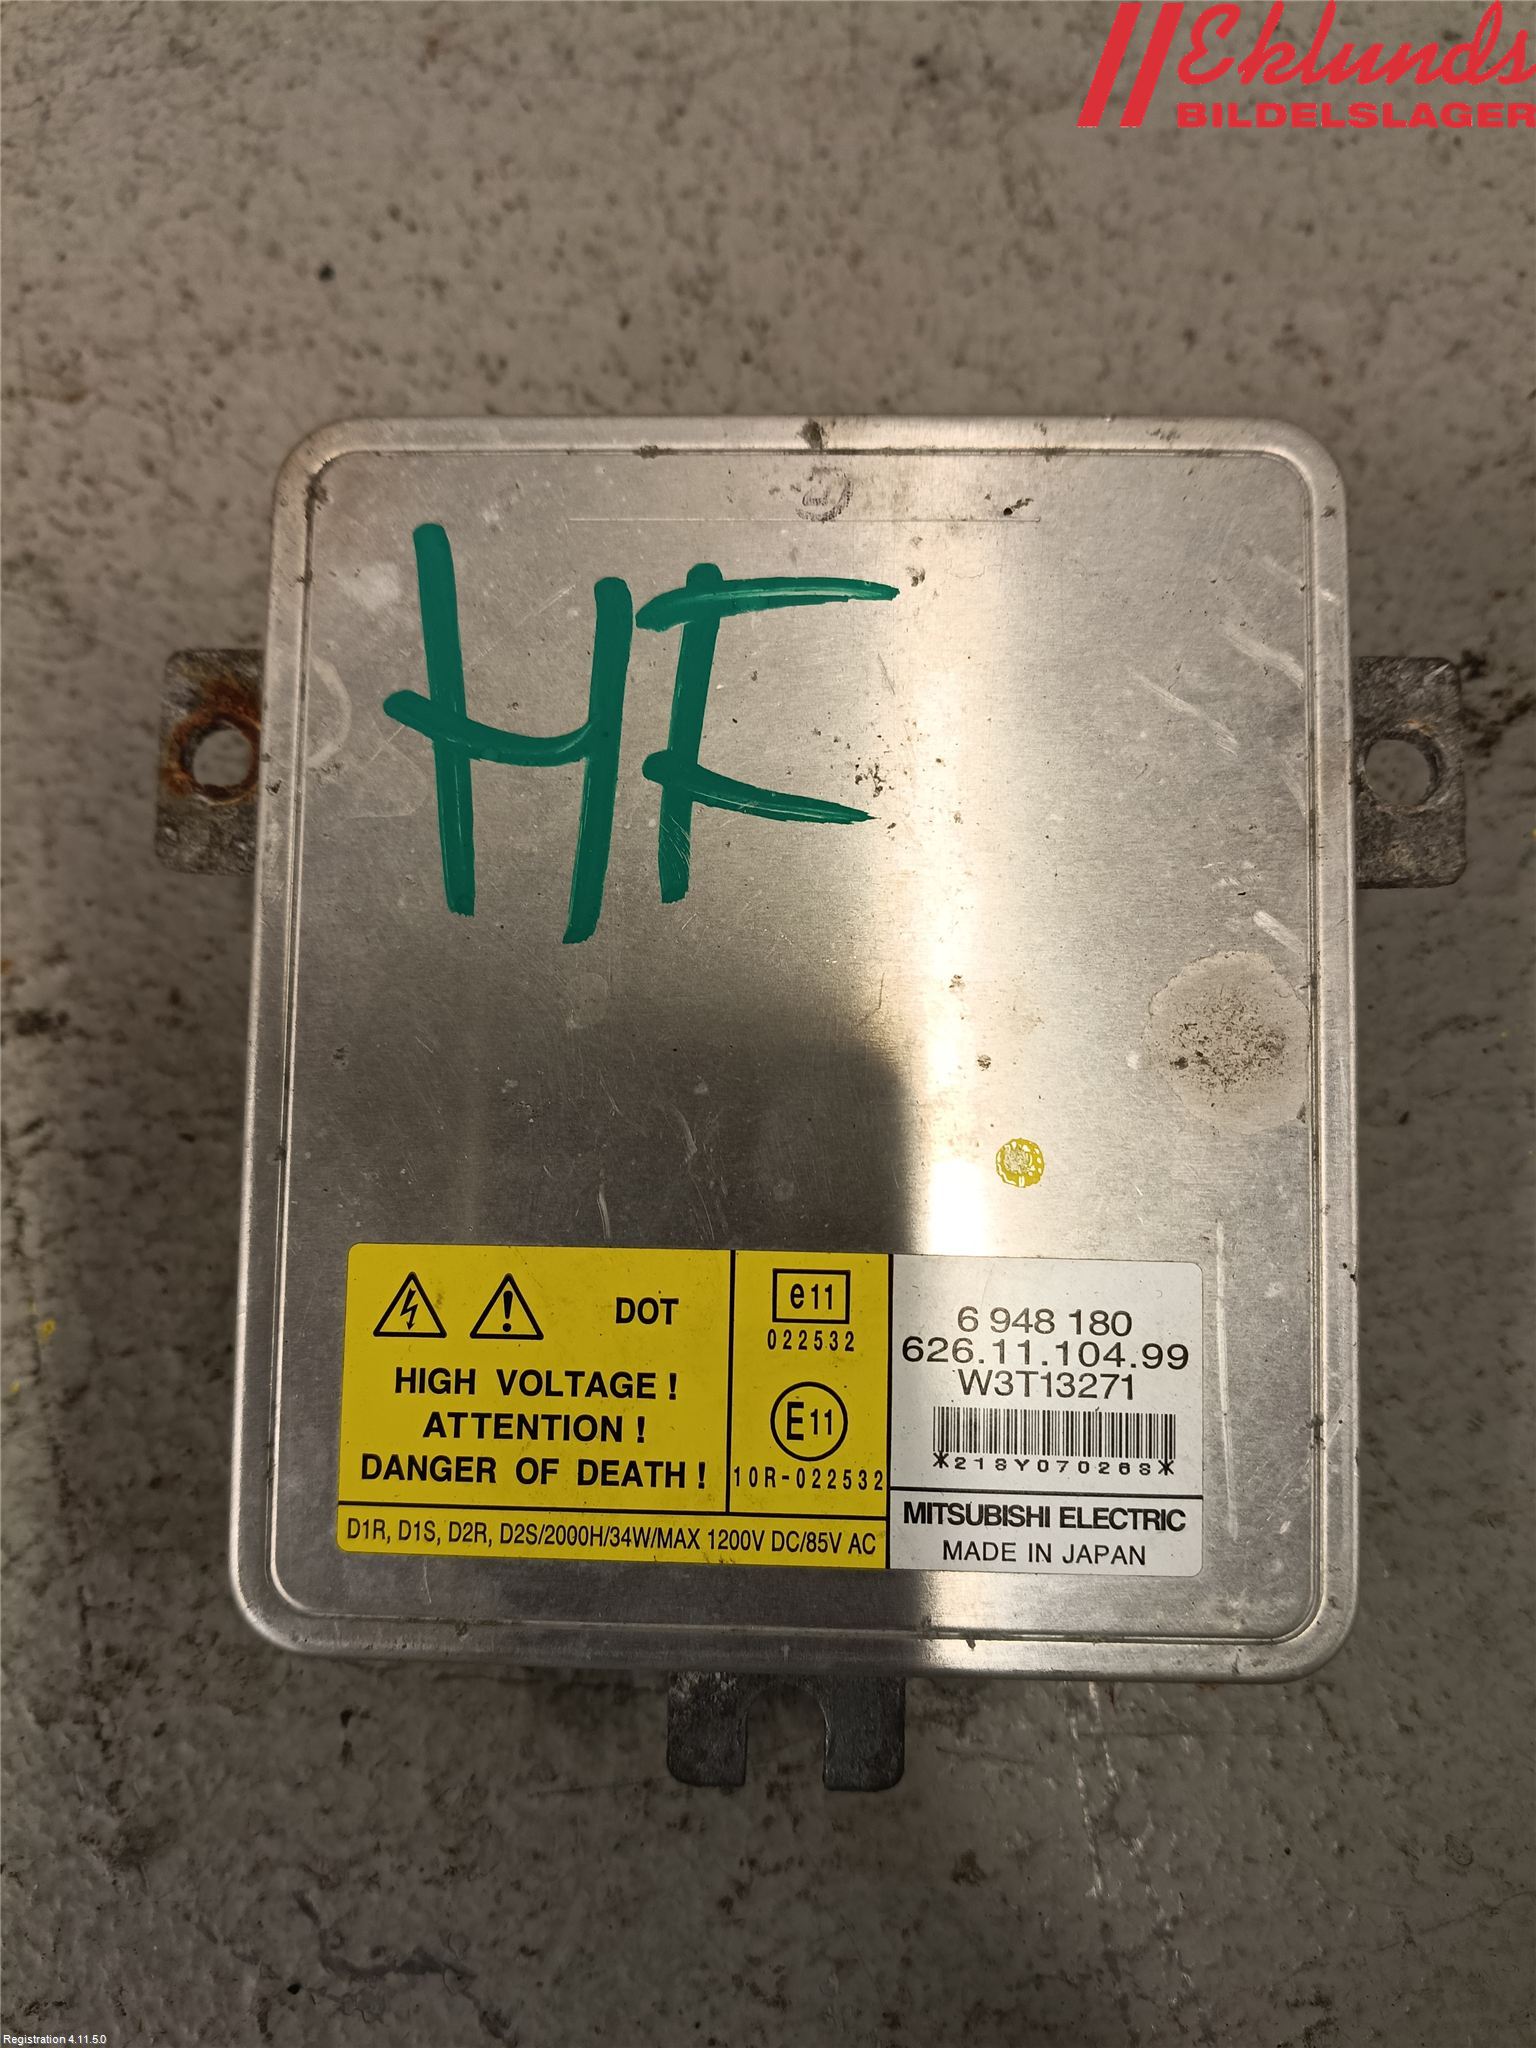 Eklunds
BILDELSLAGER
HF
DOT
HIGH VOLTAGE !
ATTENTION !
DANGER OF DEATH !
e11
022532
E11
10R-022532
D1R, D1S, D2R, D2S/2000H/34W/MAX 1200V DC/85V AC
6 948 180
626.11.104.99
W3T13271
*218Y070268*
MITSUBISHI ELECTRIC
MADE IN JAPAN
Registration 4.11.5.0